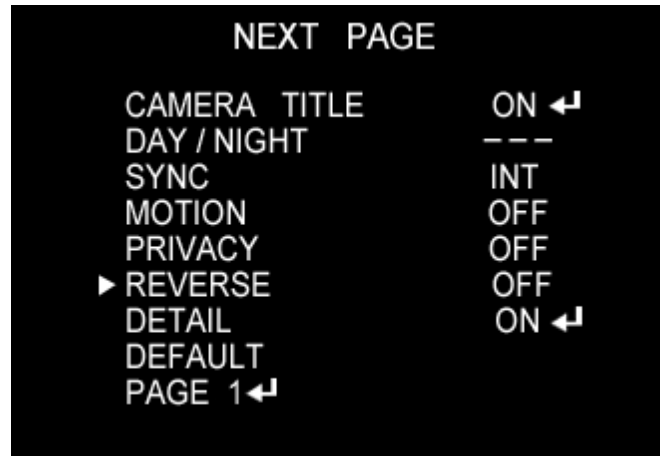 NEXT PAGE
CAMERA TITLE ON ↵
DAY / NIGHT ---
SYNC INT
MOTION OFF
PRIVACY OFF
► REVERSE OFF
DETAIL ON ↵
DEFAULT
PAGE 1↵